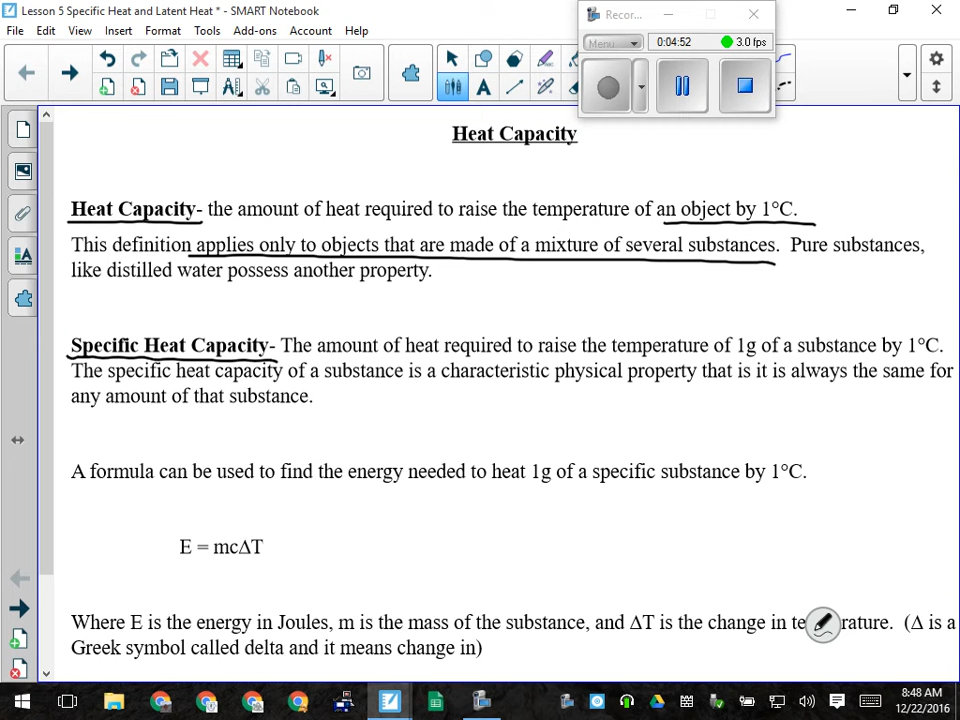 Lesson 5 Specific Heat and Latent Heat * - SMART Notebook
Recor...
File Edit View Insert Format Tools Add-ons Account Help
Menu 0:04:52 3.0 fps
Heat Capacity
Heat Capacity- the amount of heat required to raise the temperature of an object by 1°C.
This definition applies only to objects that are made of a mixture of several substances. Pure substances,
like distilled water possess another property.
Specific Heat Capacity- The amount of heat required to raise the temperature of 1g of a substance by 1°C.
The specific heat capacity of a substance is a characteristic physical property that is it is always the same for
any amount of that substance.
A formula can be used to find the energy needed to heat 1g of a specific substance by 1°C.
E = mcΔT
Where E is the energy in Joules, m is the mass of the substance, and ΔT is the change in te rature. (Δ is a
Greek symbol called delta and it means change in)
8:48 AM
12/22/2016